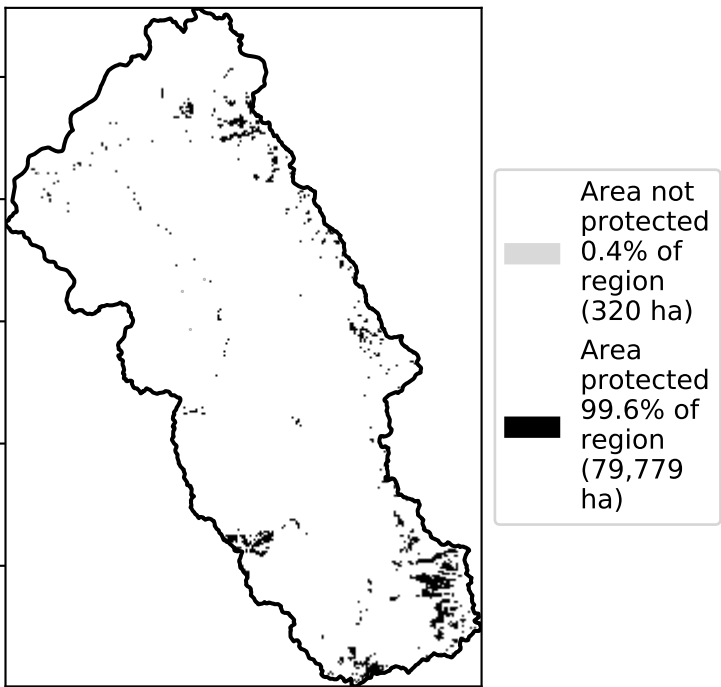 Area not
protected
0.4% of
region
(320 ha)
Area
protected
99.6% of
region
(79,779
ha)